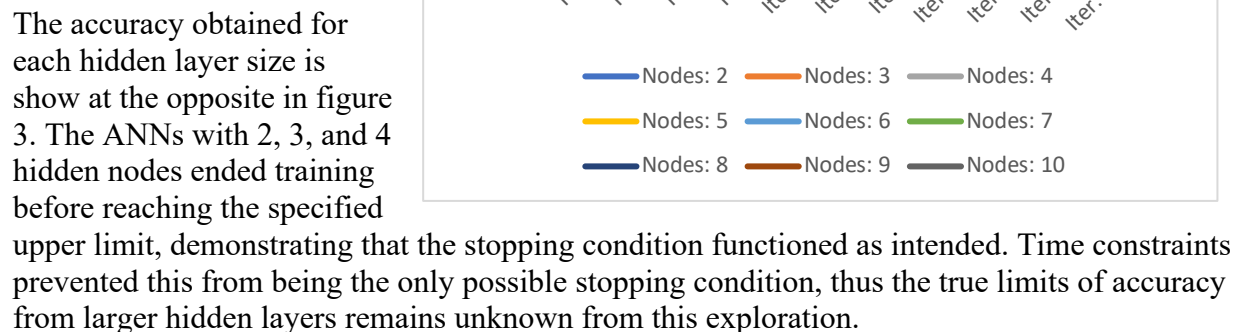 The accuracy obtained for
each hidden layer size is
show at the opposite in figure
3. The ANNs with 2, 3, and 4
hidden nodes ended training
before reaching the specified
upper limit, demonstrating that the stopping condition functioned as intended. Time constraints
prevented this from being the only possible stopping condition, thus the true limits of accuracy
from larger hidden layers remains unknown from this exploration.
Iter.
Nodes: 2 Nodes: 3 Nodes: 4
Nodes: 5 Nodes: 6 Nodes: 7
Nodes: 8 Nodes: 9 Nodes: 10